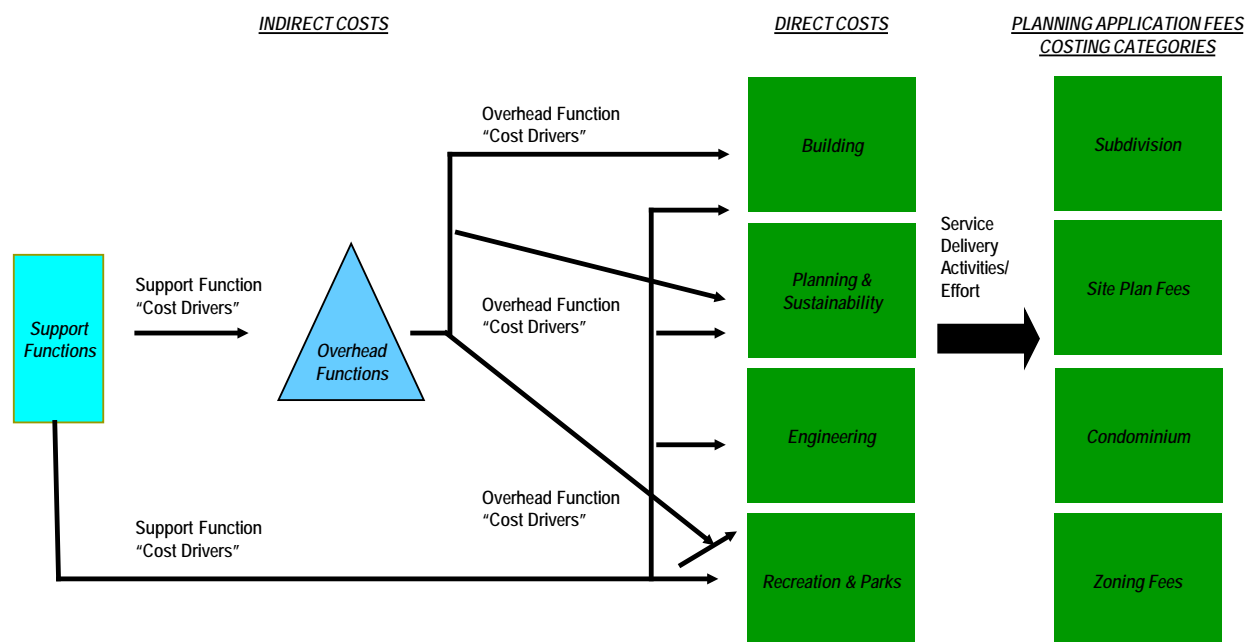 INDIRECT COSTS
DIRECT COSTS
PLANNING APPLICATION FEES
COSTING CATEGORIES
Overhead Function
“Cost Drivers”
Building
Subdivision
Support Function
“Cost Drivers”
Support
Functions
Overhead
Functions
Overhead Function
“Cost Drivers”
Planning &
Sustainability
Service
Delivery
Activities/
Effort
Site Plan Fees
Engineering
Condominium
Support Function
“Cost Drivers”
Overhead Function
“Cost Drivers”
Recreation & Parks
Zoning Fees